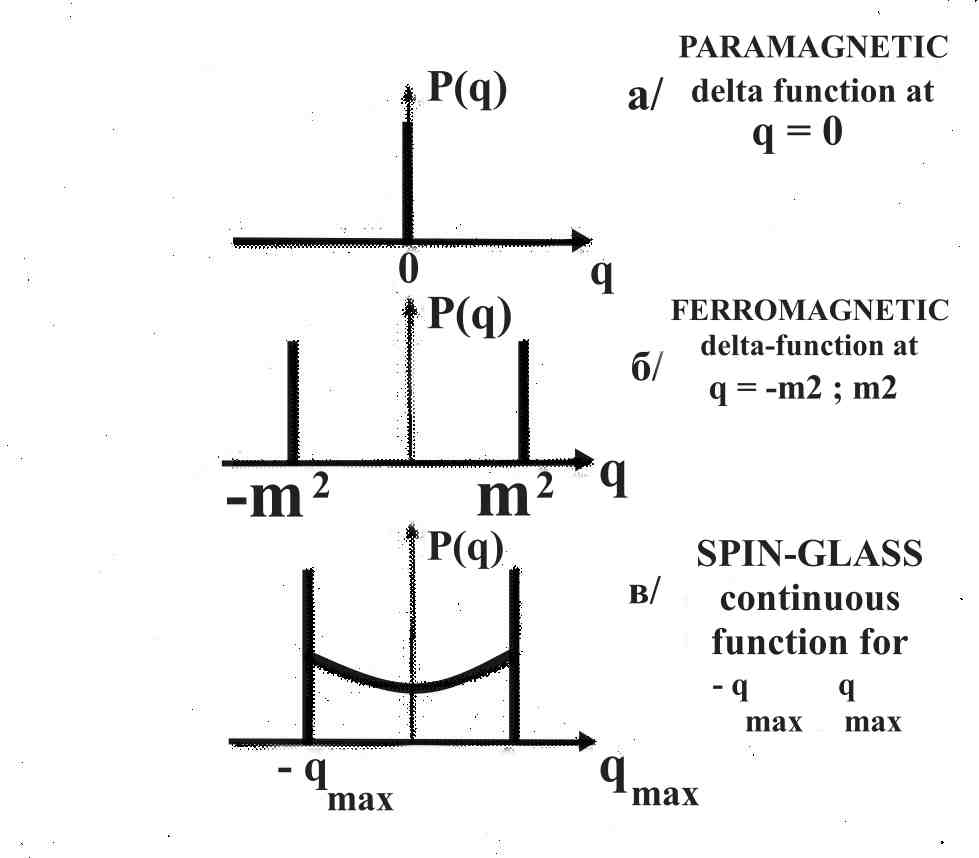 P(q)
0
q
а/
PARAMAGNETIC
delta function at
q = 0
P(q)
-m²
m²
q
б/
FERROMAGNETIC
delta-function at
q = -m2 ; m2
P(q)
- q max
q max
в/
SPIN-GLASS
continuous
function for
- q q
max max